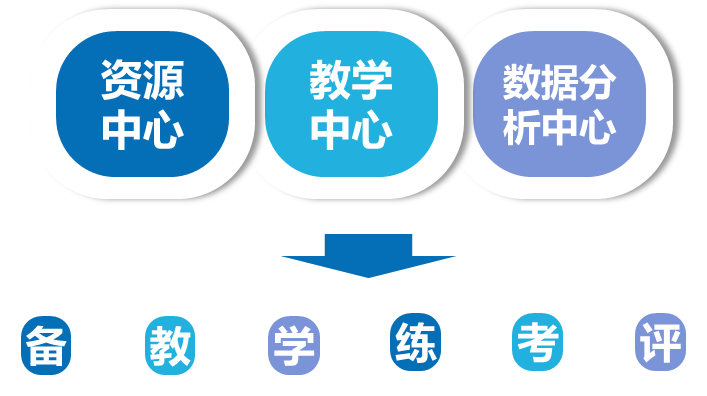 资源
中心
教学
中心
数据分
析中心
备 教 学 练 考 评